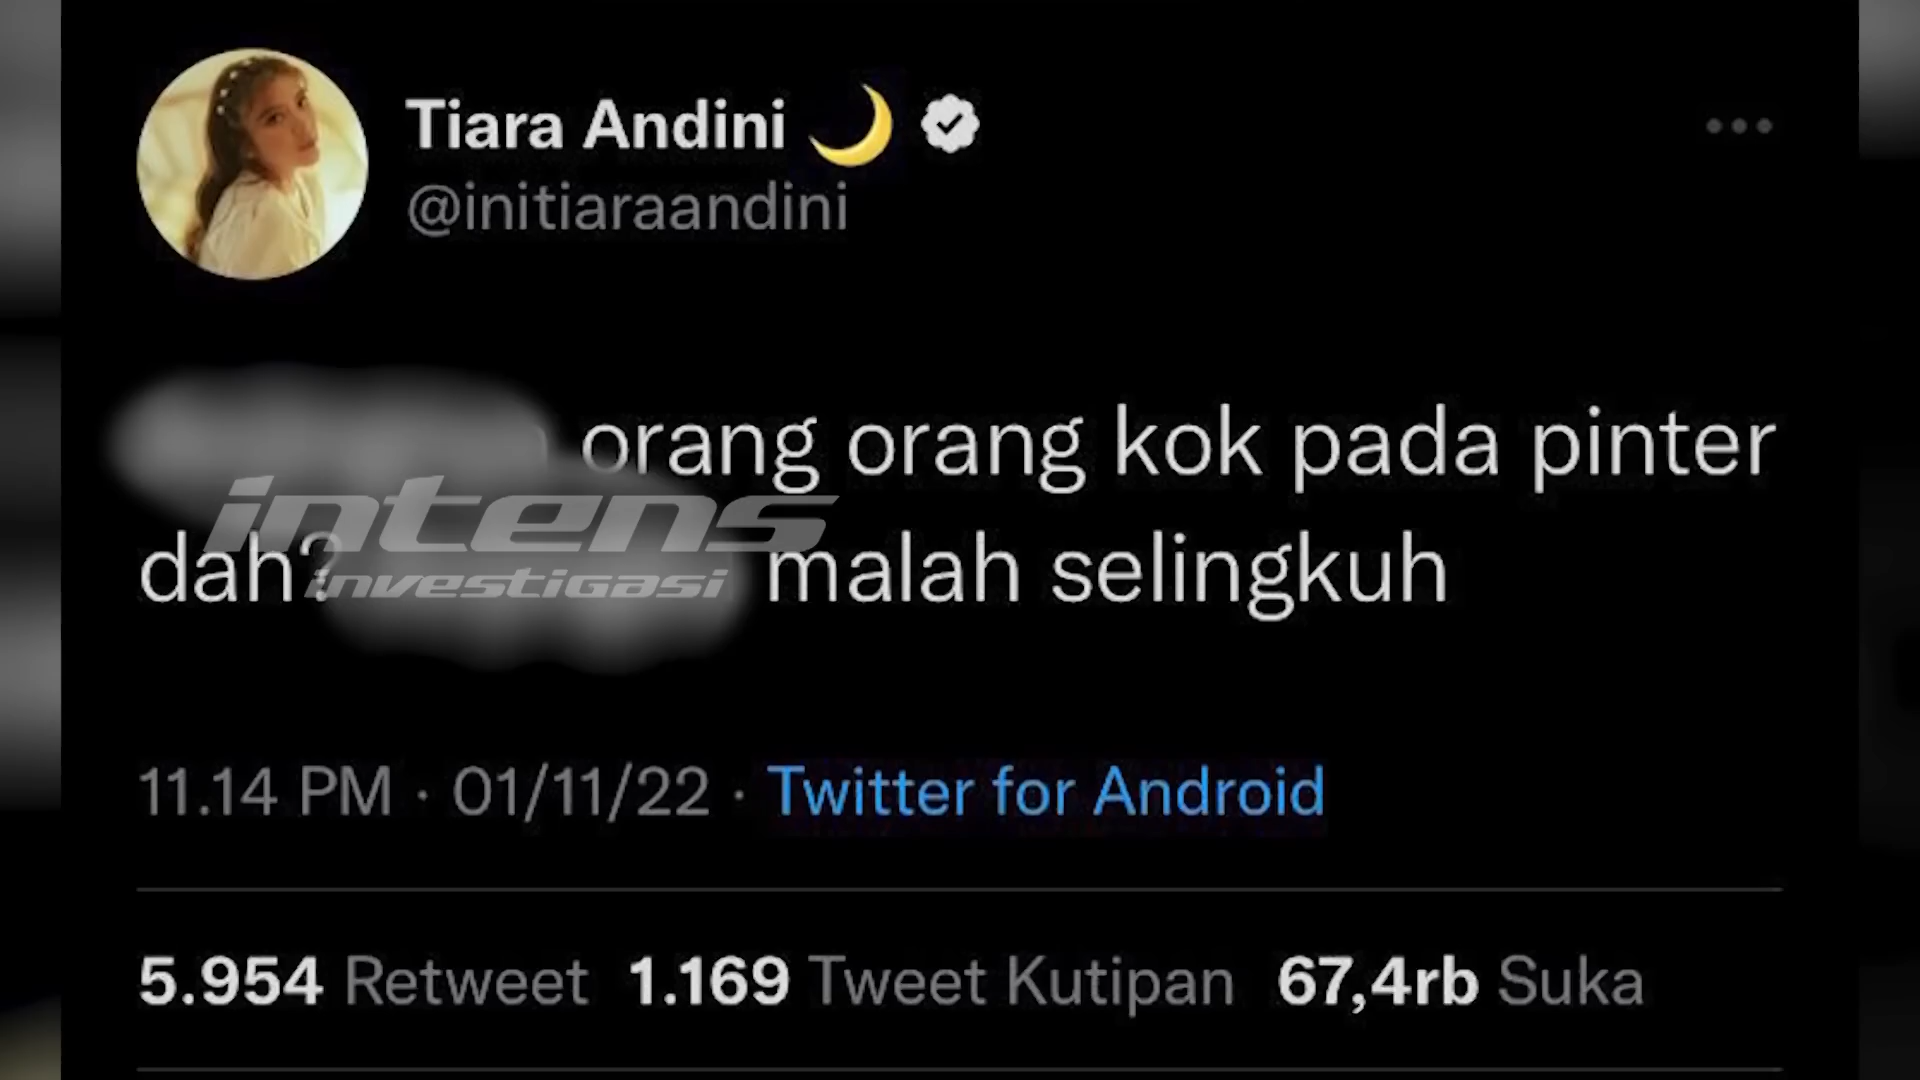 Tiara Andini 🌙
@initiaraandini
orang orang kok pada pinter
dah? malah selingkuh
intens
investigasi
11.14 PM · 01/11/22 · Twitter for Android
5.954 Retweet 1.169 Tweet Kutipan 67,4rb Suka